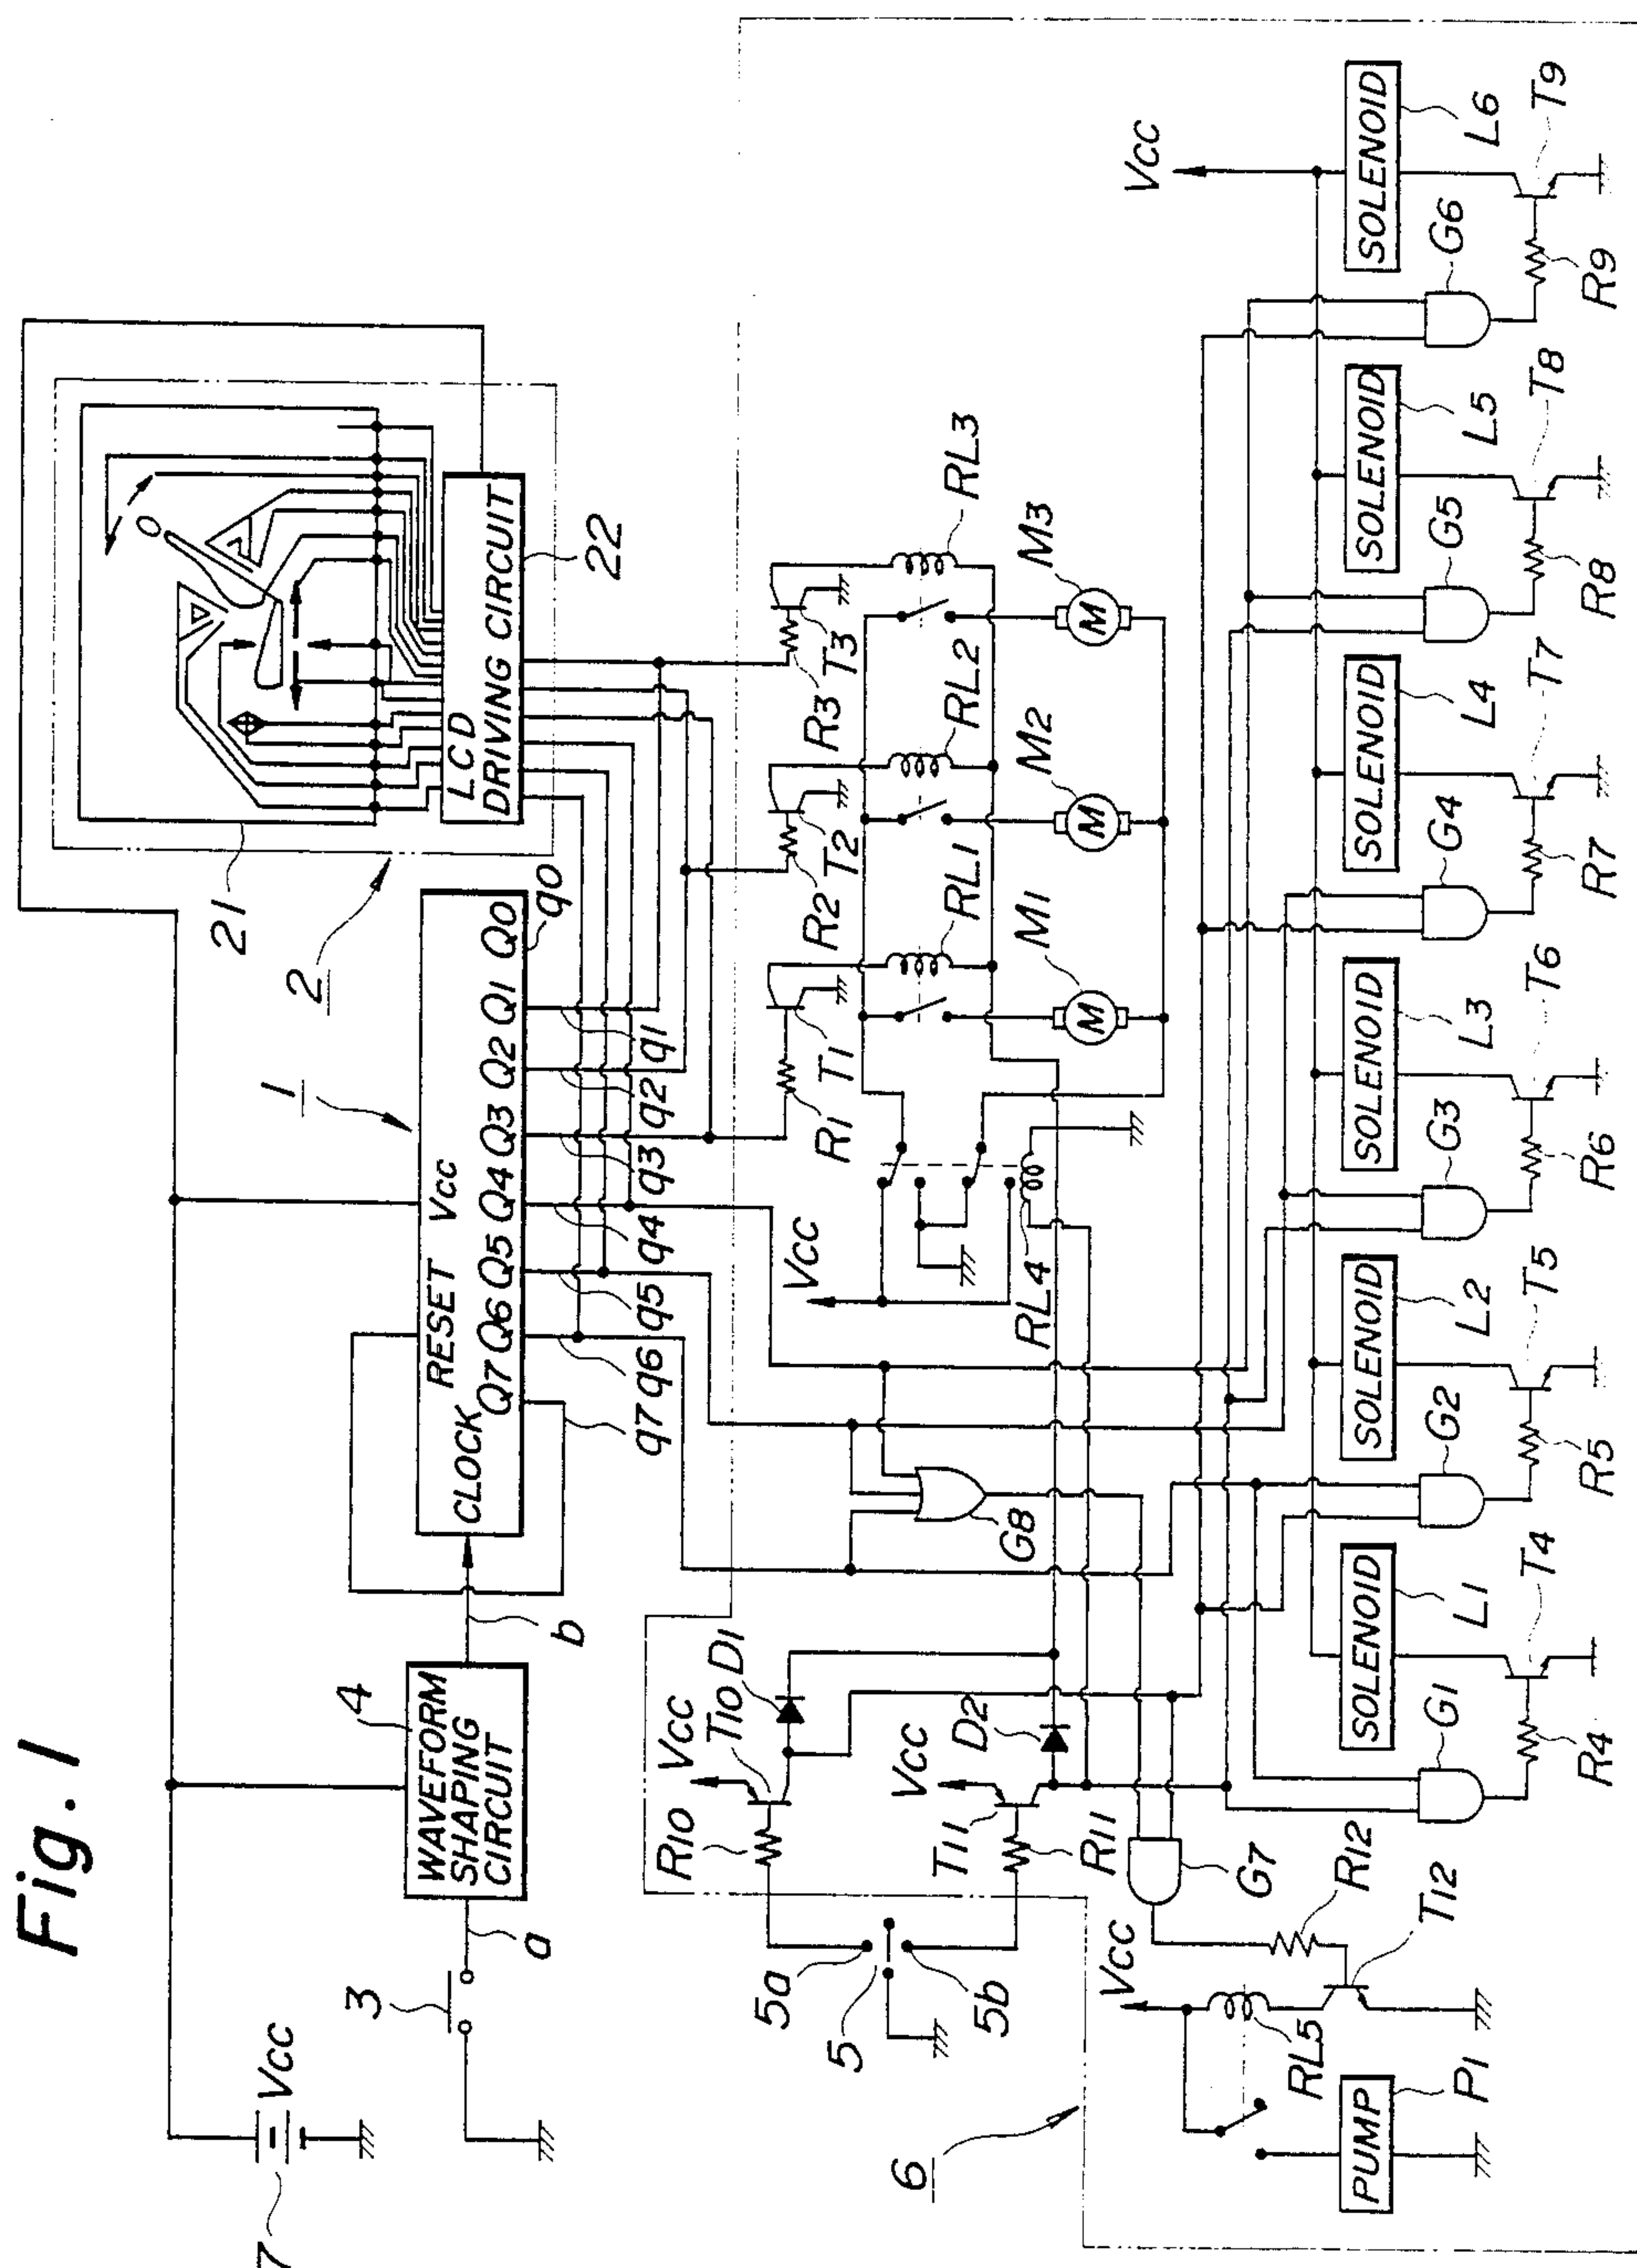 Fig. 1
7
Vcc
3
a
4
WAVEFORM
SHAPING
CIRCUIT
b
1
CLOCK
RESET
Vcc
Q7 Q6 Q5 Q4 Q3 Q2 Q1 Q0
q7 q6 q5 q4 q3 q2 q1 q0
2
21
LCD
DRIVING CIRCUIT
22
6
5
5a
5b
R10
Vcc
T10
D1
Vcc
T11
R11
D2
G8
Vcc
RL4
R1
T1
RL1
M1
M
R2
T2
RL2
M2
M
R3
T3
RL3
M3
M
Vcc
RL5
PUMP
P1
T12
R12
G7
SOLENOID
L1
T4
G1
R4
SOLENOID
L2
T5
G2
R5
SOLENOID
L3
T6
G3
R6
SOLENOID
L4
T7
G4
R7
SOLENOID
L5
T8
G5
R8
Vcc
SOLENOID
L6
T9
G6
R9